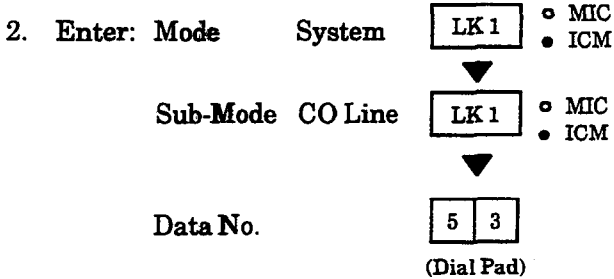 2. Enter: Mode System LK 1 MIC
ICM
Sub-Mode CO Line LK 1 MIC
ICM
Data No. 5 3
(Dial Pad)